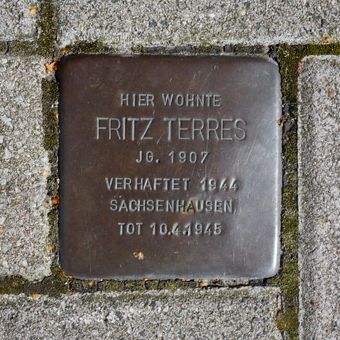 HIER WOHNTE
FRITZ TERRES
JG. 1907
VERHAFTET 1944
SACHSENHAUSEN
TOT 10.4.1945